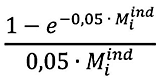 1 − e^{−0,05 · M_i^{ind}}
0,05 · M_i^{ind}